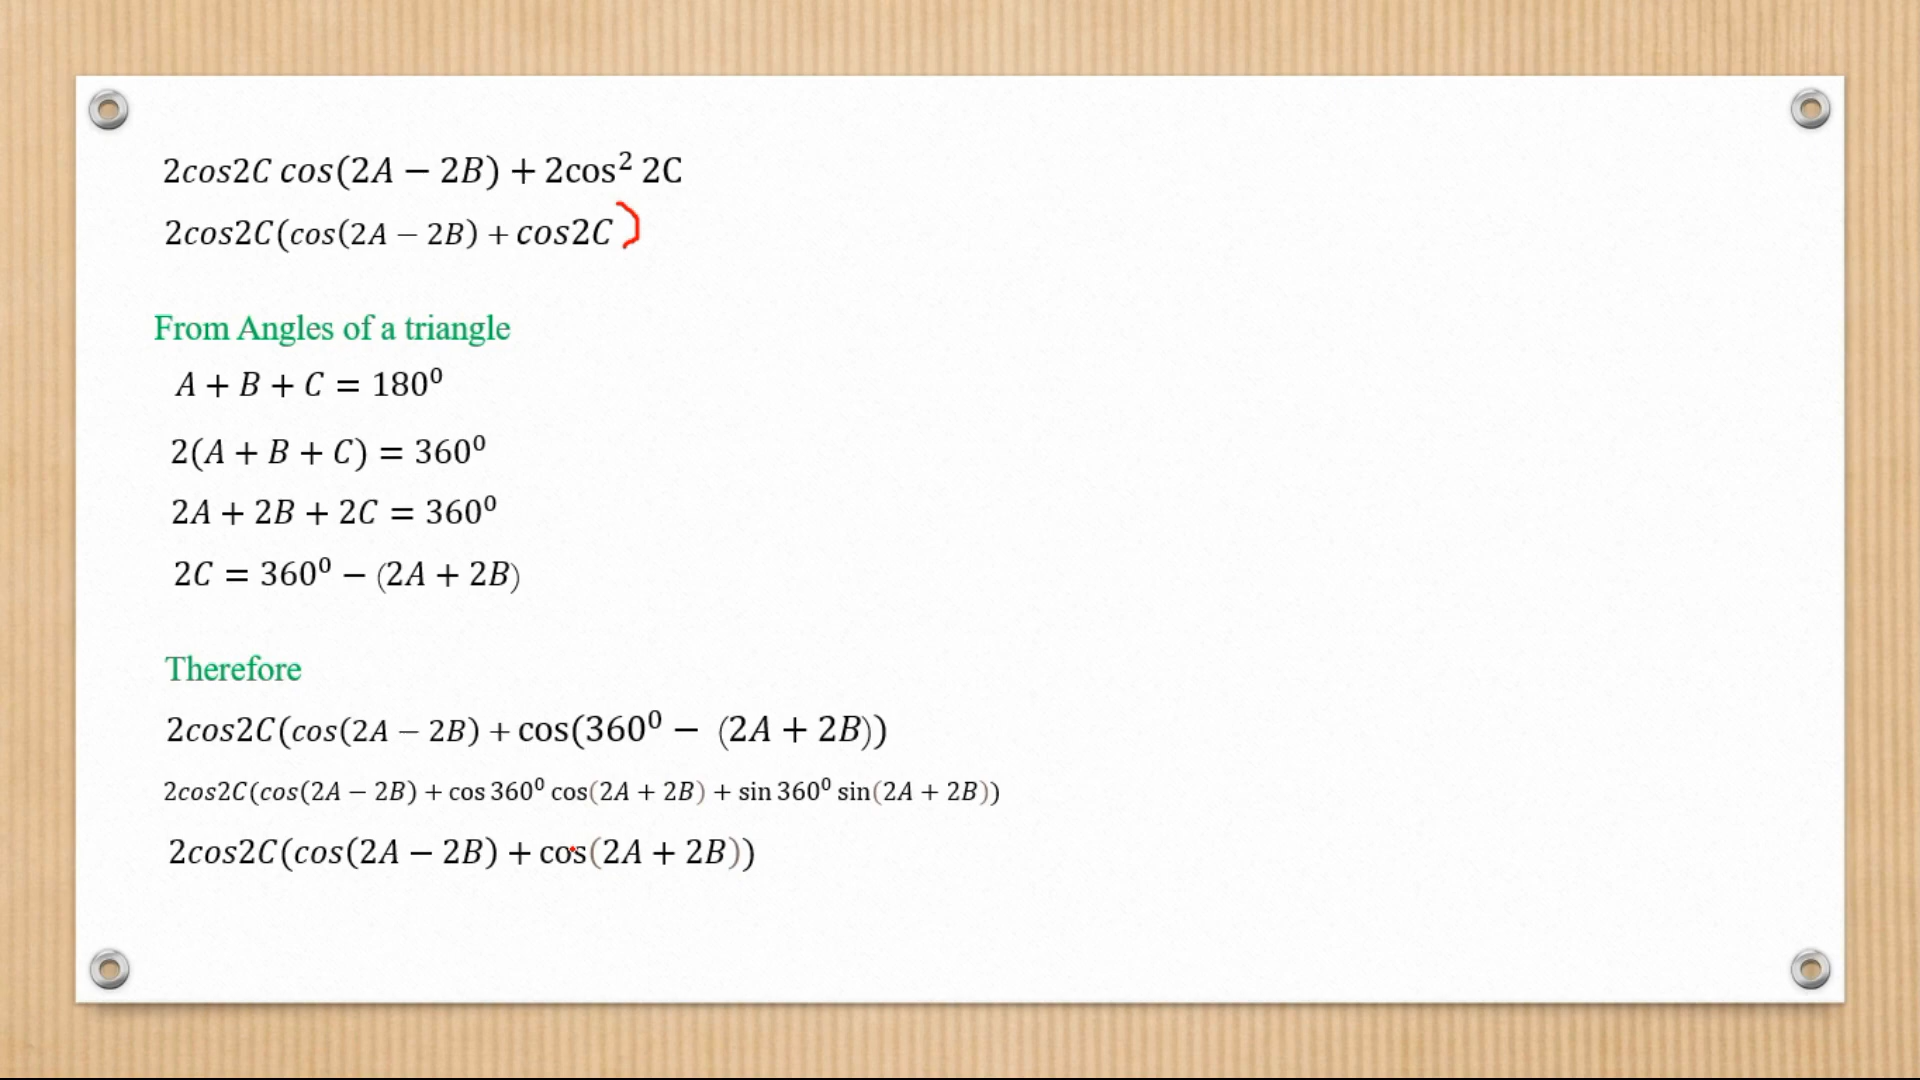 2cos2C cos(2A − 2B) + 2cos² 2C
2cos2C(cos(2A − 2B) + cos2C)
From Angles of a triangle
A + B + C = 180⁰
2(A + B + C) = 360⁰
2A + 2B + 2C = 360⁰
2C = 360⁰ − (2A + 2B)
Therefore
2cos2C(cos(2A − 2B) + cos(360⁰ − (2A + 2B))
2cos2C(cos(2A − 2B) + cos 360⁰ cos(2A + 2B) + sin 360⁰ sin(2A + 2B))
2cos2C(cos(2A − 2B) + cos(2A + 2B))